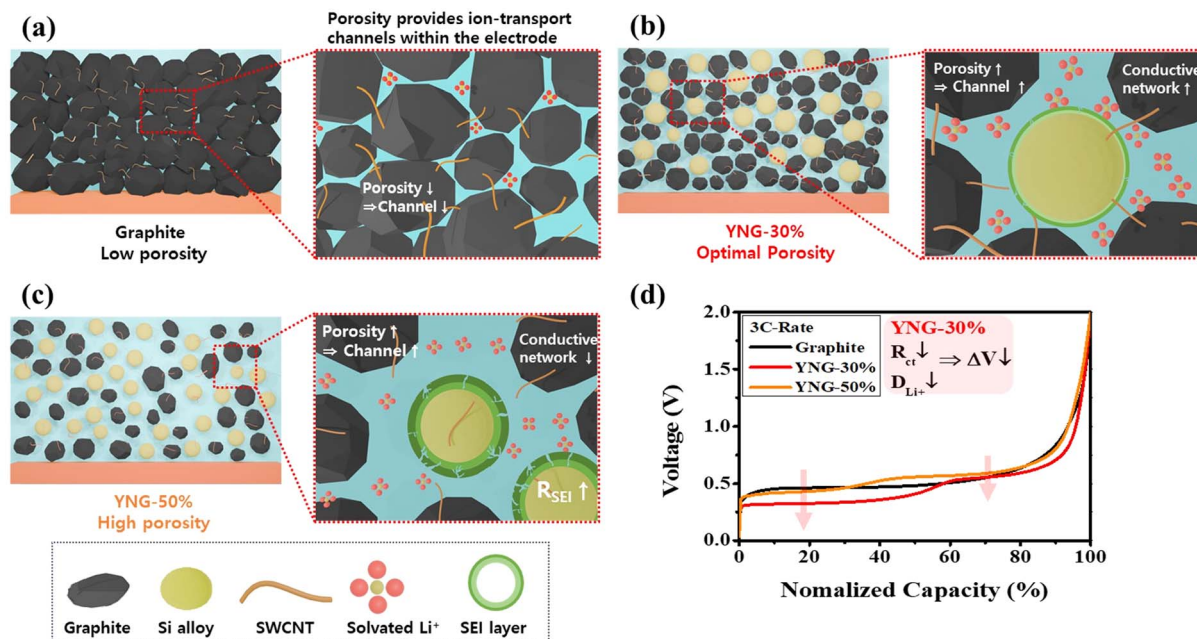 (a)
Porosity provides ion-transport
channels within the electrode
Porosity ↓
⇒Channel ↓
Graphite
Low porosity
(b)
Porosity ↑
⇒ Channel ↑
Conductive
network ↑
YNG-30%
Optimal Porosity
(c)
Porosity ↑
⇒ Channel ↑
Conductive
network ↓
R_SEI ↑
YNG-50%
High porosity
Graphite
Si alloy
SWCNT
Solvated Li⁺
SEI layer
(d)
3C-Rate
Graphite
YNG-30%
YNG-50%
YNG-30%
R_ct↓
⇒ ΔV↓
D_Li+↓
Voltage (V)
2.0
1.5
1.0
0.5
0.0
0 20 40 60 80 100
Nomalized Capacity (%)